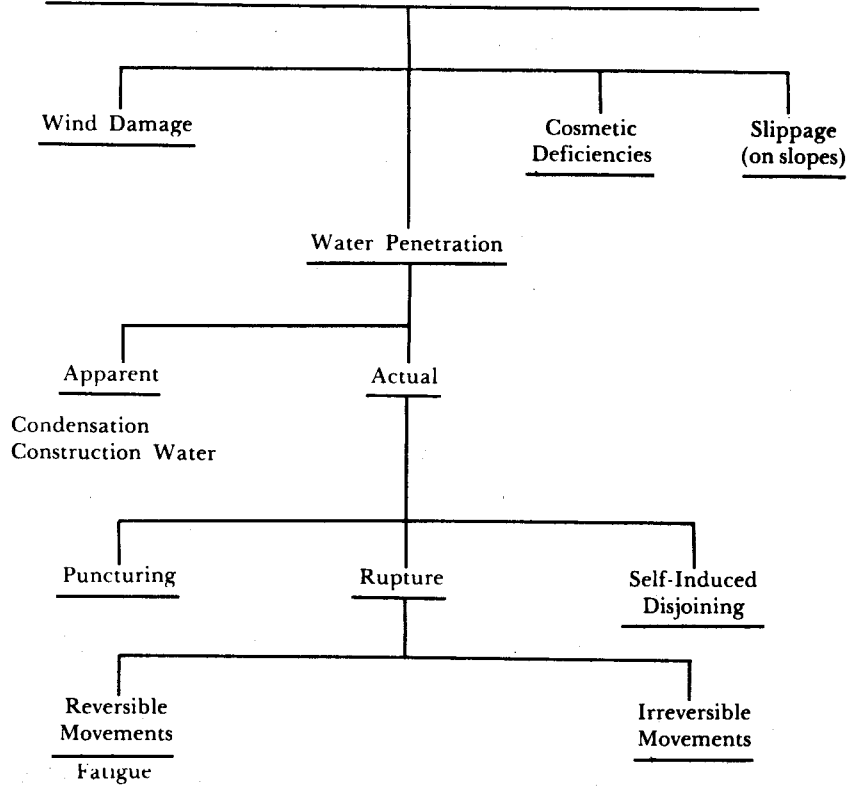 Wind Damage
Cosmetic
Deficiencies
Slippage
(on slopes)
Water Penetration
Apparent
Actual
Condensation
Construction Water
Puncturing
Rupture
Self-Induced
Disjoining
Reversible
Movements
Irreversible
Movements
Fatigue